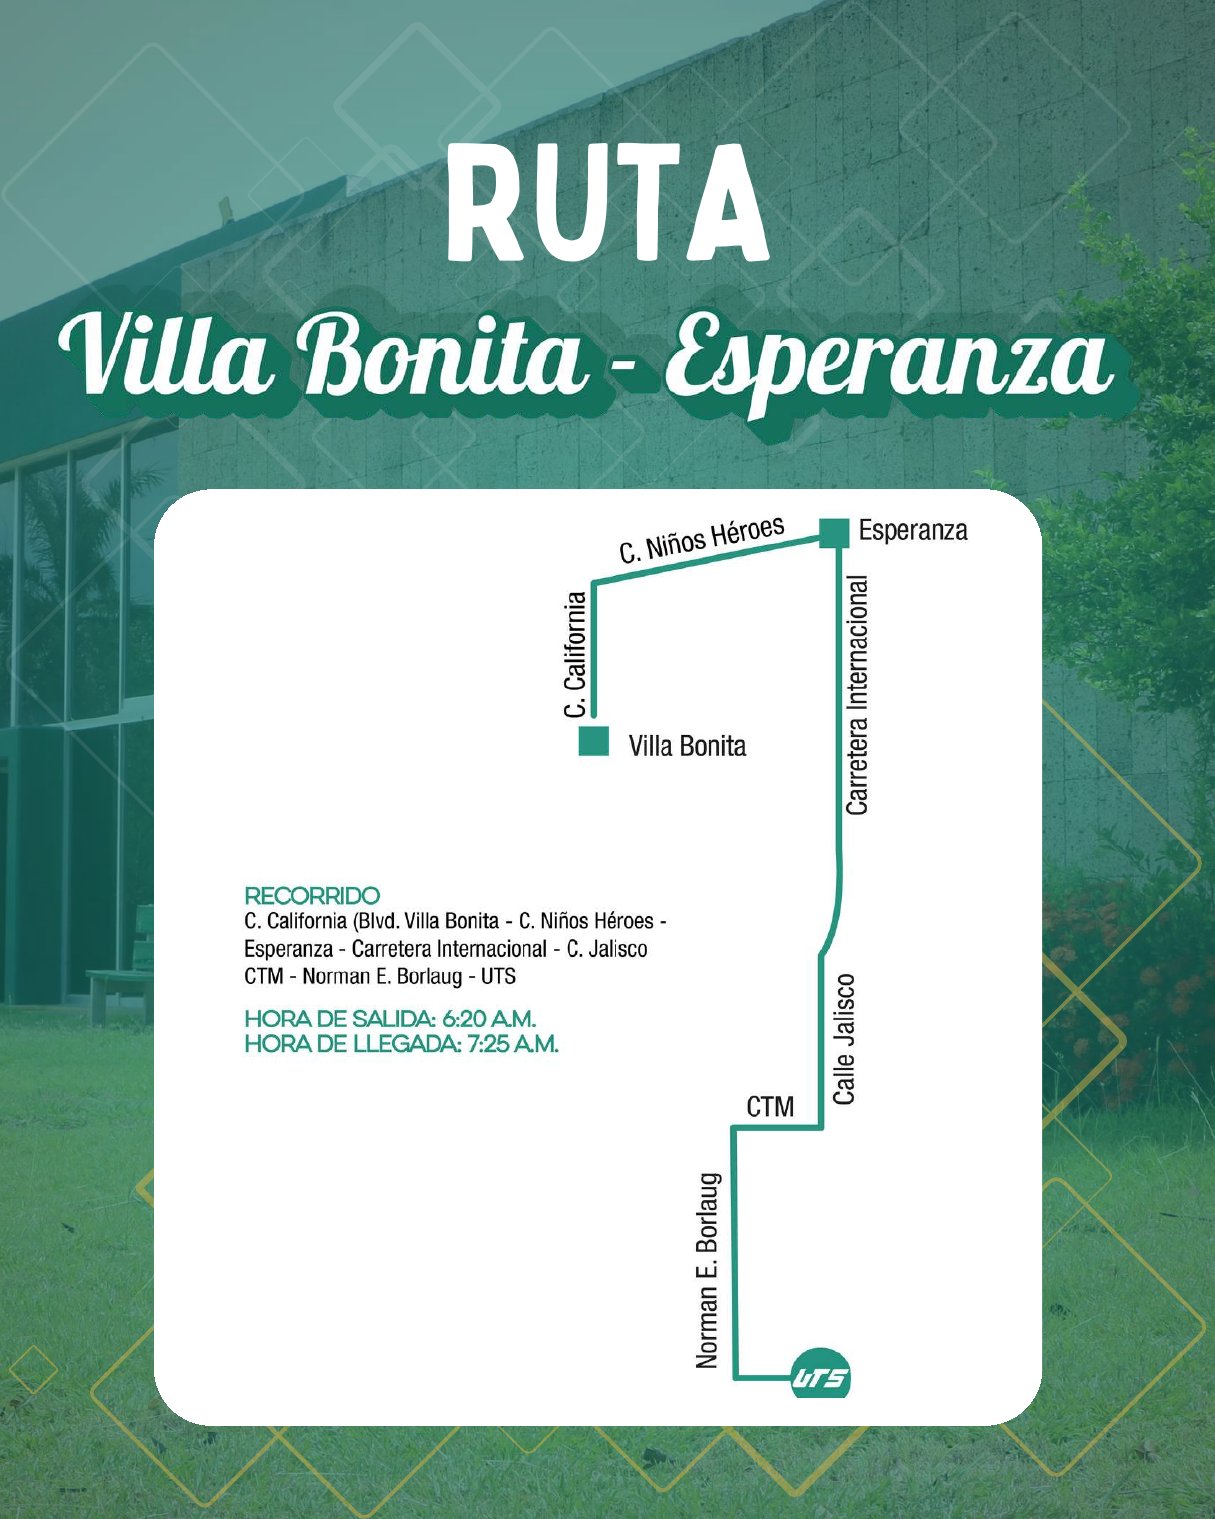 RUTA
Villa Bonita - Esperanza
C. Niños Héroes
Esperanza
C. California
Carretera Internacional
Villa Bonita
RECORRIDO
C. California (Blvd. Villa Bonita - C. Niños Héroes -
Esperanza - Carretera Internacional - C. Jalisco
CTM - Norman E. Borlaug - UTS
HORA DE SALIDA: 6:20 A.M.
HORA DE LLEGADA: 7:25 A.M.
Calle Jalisco
CTM
Norman E. Borlaug
UTS